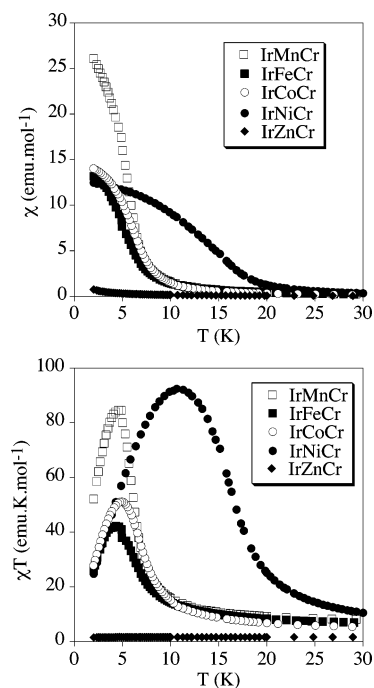 30
25
20
15
10
5
0
χ (emu.mol⁻¹)
IrMnCr
IrFeCr
IrCoCr
IrNiCr
IrZnCr
0 5 10 15 20 25 30
T (K)
100
80
60
40
20
0
χT (emu.K.mol⁻¹)
IrMnCr
IrFeCr
IrCoCr
IrNiCr
IrZnCr
0 5 10 15 20 25 30
T (K)